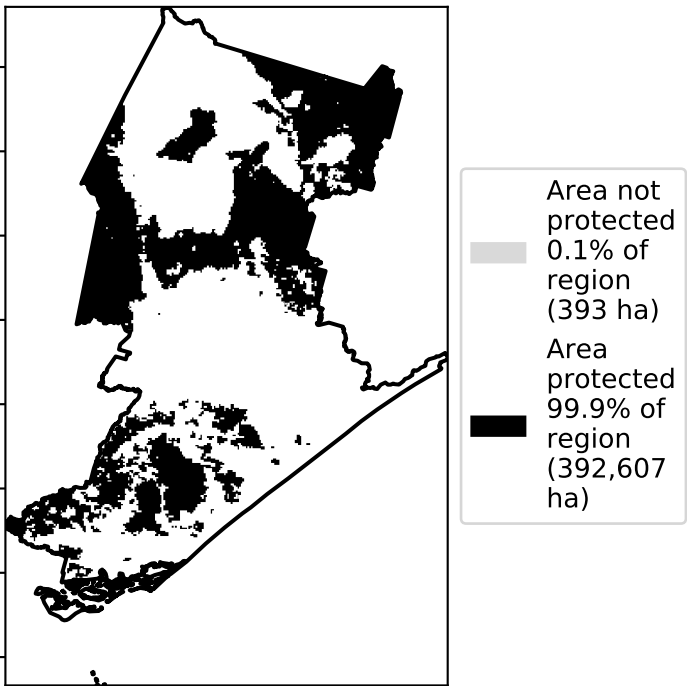 Area not
protected
0.1% of
region
(393 ha)
Area
protected
99.9% of
region
(392,607
ha)